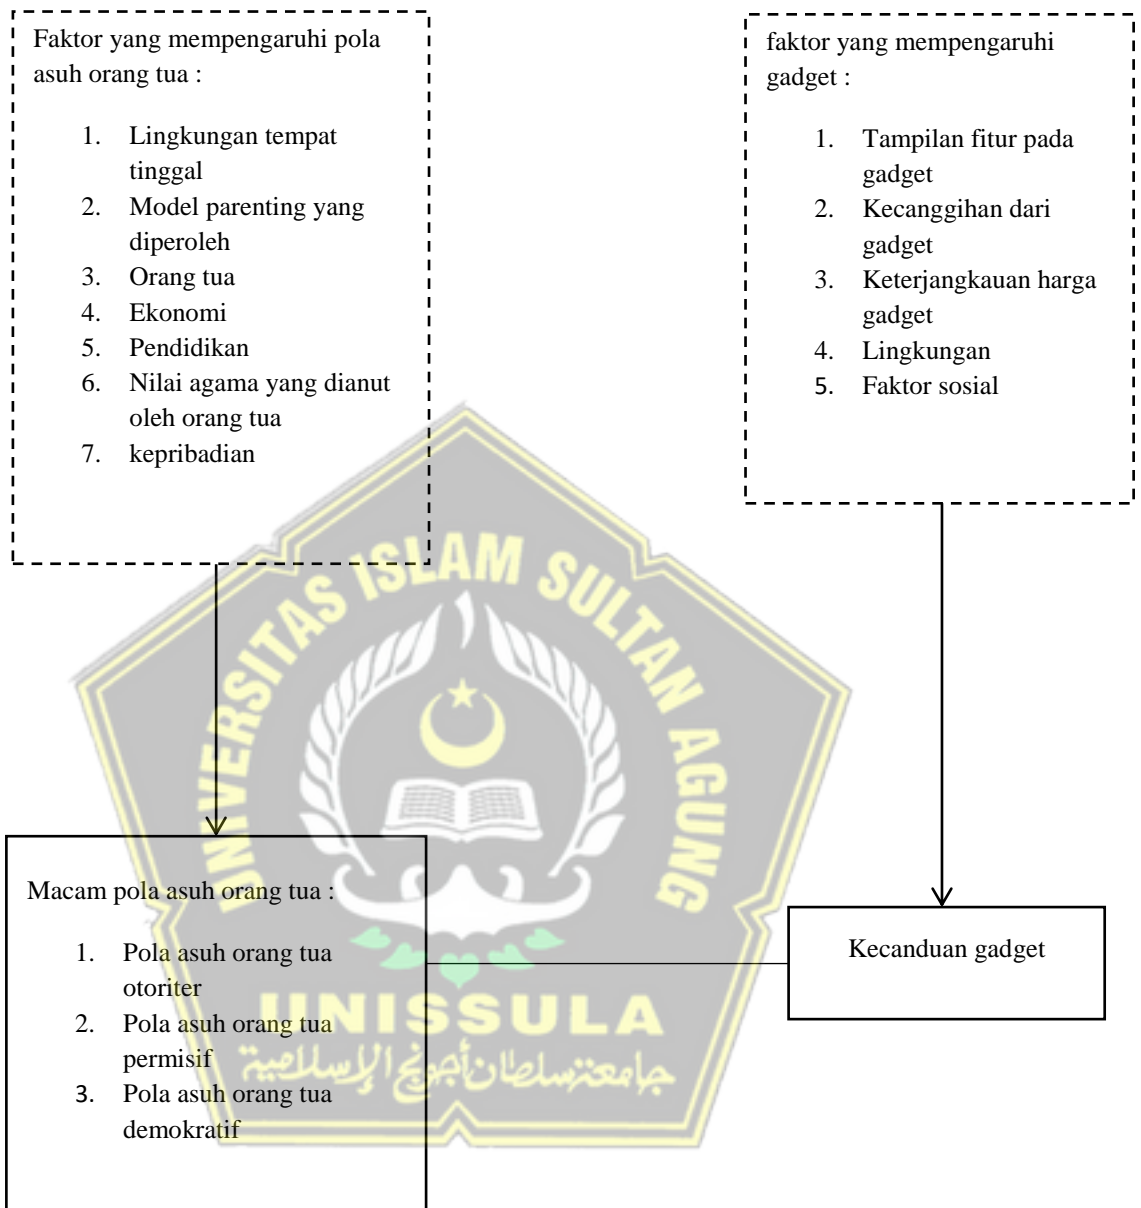 Faktor yang mempengaruhi pola
asuh orang tua :
1. Lingkungan tempat
tinggal
2. Model parenting yang
diperoleh
3. Orang tua
4. Ekonomi
5. Pendidikan
6. Nilai agama yang dianut
oleh orang tua
7. kepribadian
faktor yang mempengaruhi
gadget :
1. Tampilan fitur pada
gadget
2. Kecanggihan dari
gadget
3. Keterjangkauan harga
gadget
4. Lingkungan
5. Faktor sosial
UNIVERSITAS ISLAM SULTAN AGUNG
Macam pola asuh orang tua :
1. Pola asuh orang tua
otoriter
2. Pola asuh orang tua
permisif
3. Pola asuh orang tua
demokratif
Kecanduan gadget
UNISSULA
جامعتسلطان أجونج الإسلامية